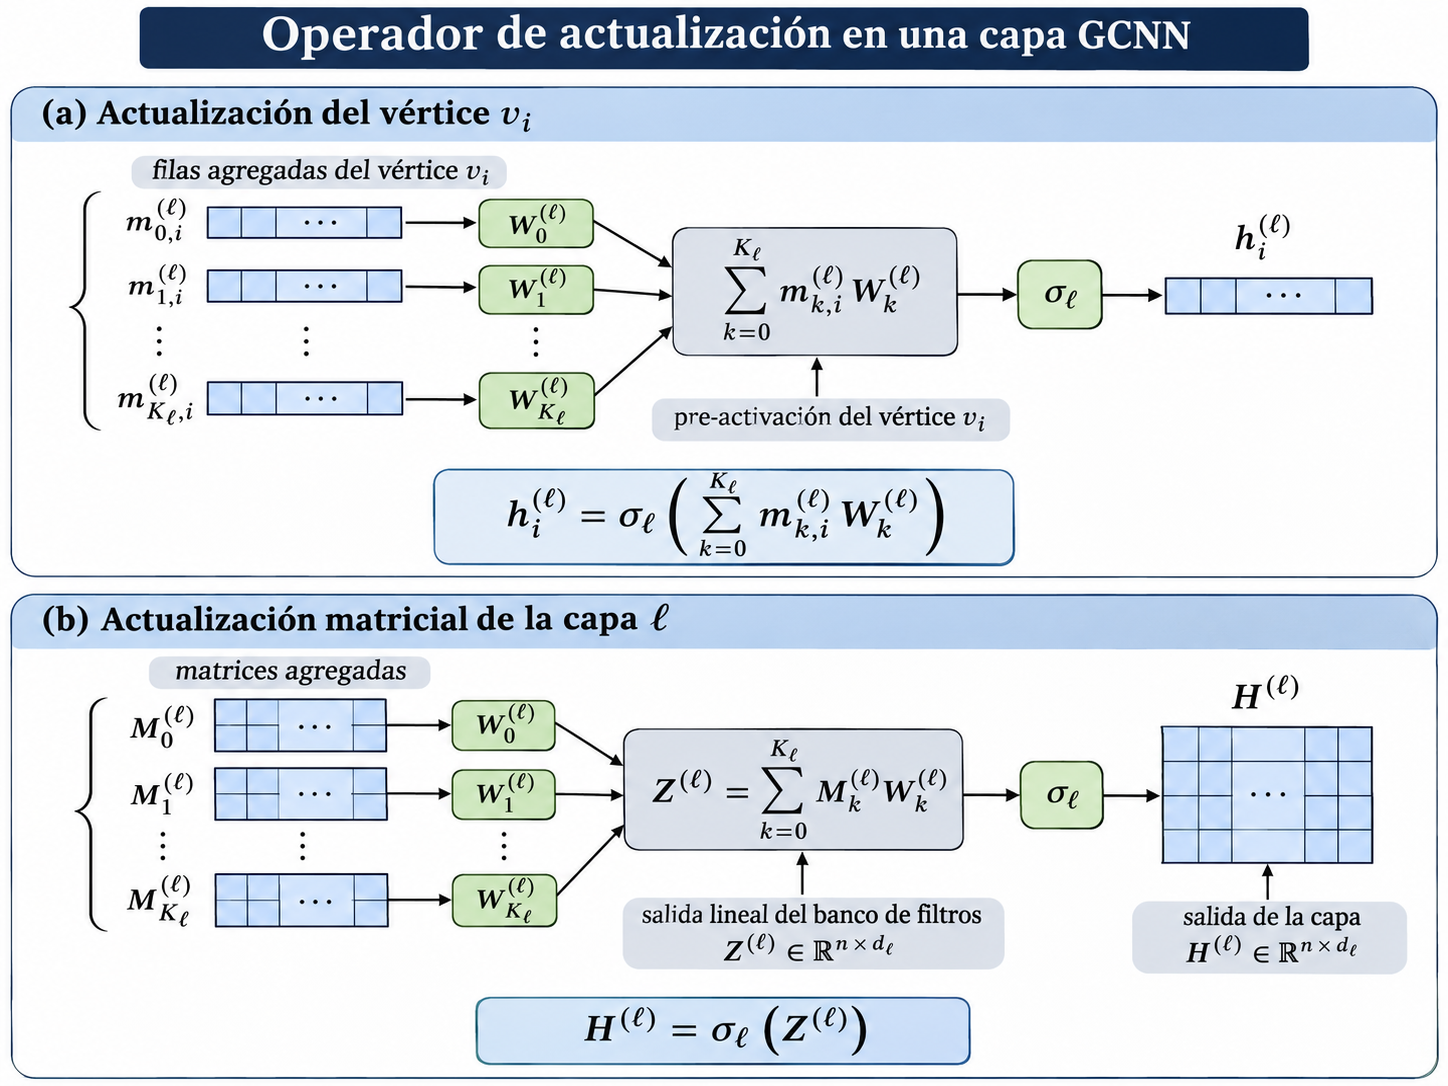 Operador de actualización en una capa GCNN
(a) Actualización del vértice v_i
filas agregadas del vértice v_i
m_{0,i}^{(ℓ)} ··· W_0^{(ℓ)}
m_{1,i}^{(ℓ)} ··· W_1^{(ℓ)}
⋮ ⋮ ⋮
m_{K_ℓ,i}^{(ℓ)} ··· W_{K_ℓ}^{(ℓ)}
∑_{k=0}^{K_ℓ} m_{k,i}^{(ℓ)} W_k^{(ℓ)}
σ_ℓ
h_i^{(ℓ)}
···
pre-activación del vértice v_i
h_i^{(ℓ)} = σ_ℓ ( ∑_{k=0}^{K_ℓ} m_{k,i}^{(ℓ)} W_k^{(ℓ)} )
(b) Actualización matricial de la capa ℓ
matrices agregadas
M_0^{(ℓ)} ··· W_0^{(ℓ)}
M_1^{(ℓ)} ··· W_1^{(ℓ)}
⋮ ⋮ ⋮
M_{K_ℓ}^{(ℓ)} ··· W_{K_ℓ}^{(ℓ)}
Z^{(ℓ)} = ∑_{k=0}^{K_ℓ} M_k^{(ℓ)} W_k^{(ℓ)}
σ_ℓ
H^{(ℓ)}
···
salida lineal del banco de filtros
Z^{(ℓ)} ∈ ℝ^{n × d_ℓ}
salida de la capa
H^{(ℓ)} ∈ ℝ^{n × d_ℓ}
H^{(ℓ)} = σ_ℓ (Z^{(ℓ)})